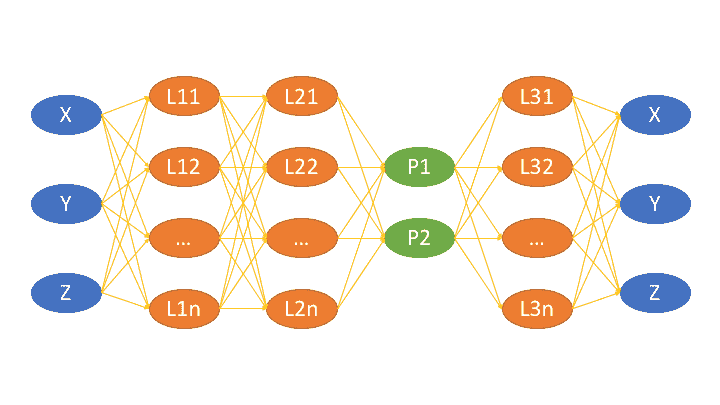 X
Y
Z
L11
L12
...
L1n
L21
L22
...
L2n
P1
P2
L31
L32
...
L3n
X
Y
Z